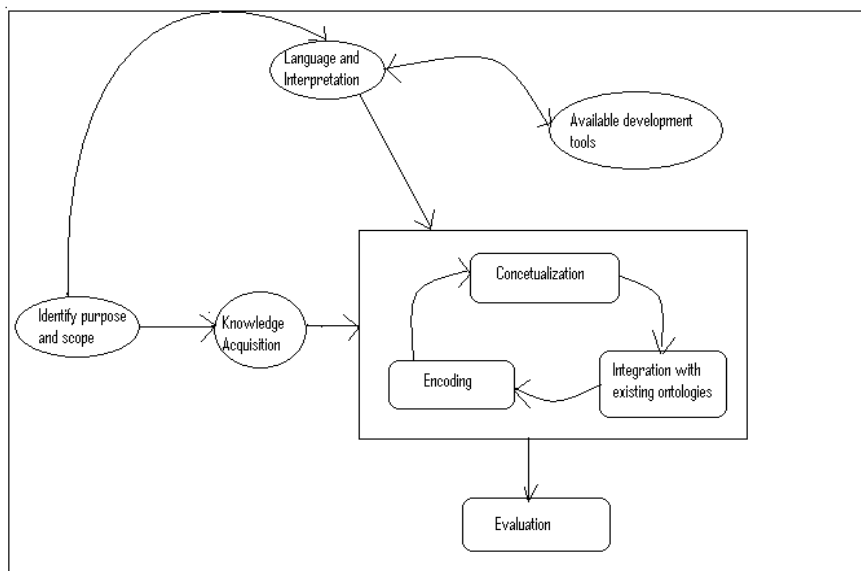 Language and
Interpretation
Available development
tools
Concetualization
Identify purpose
and scope
Knowledge
Acquisition
Encoding
Integration with
existing ontologies
Evaluation